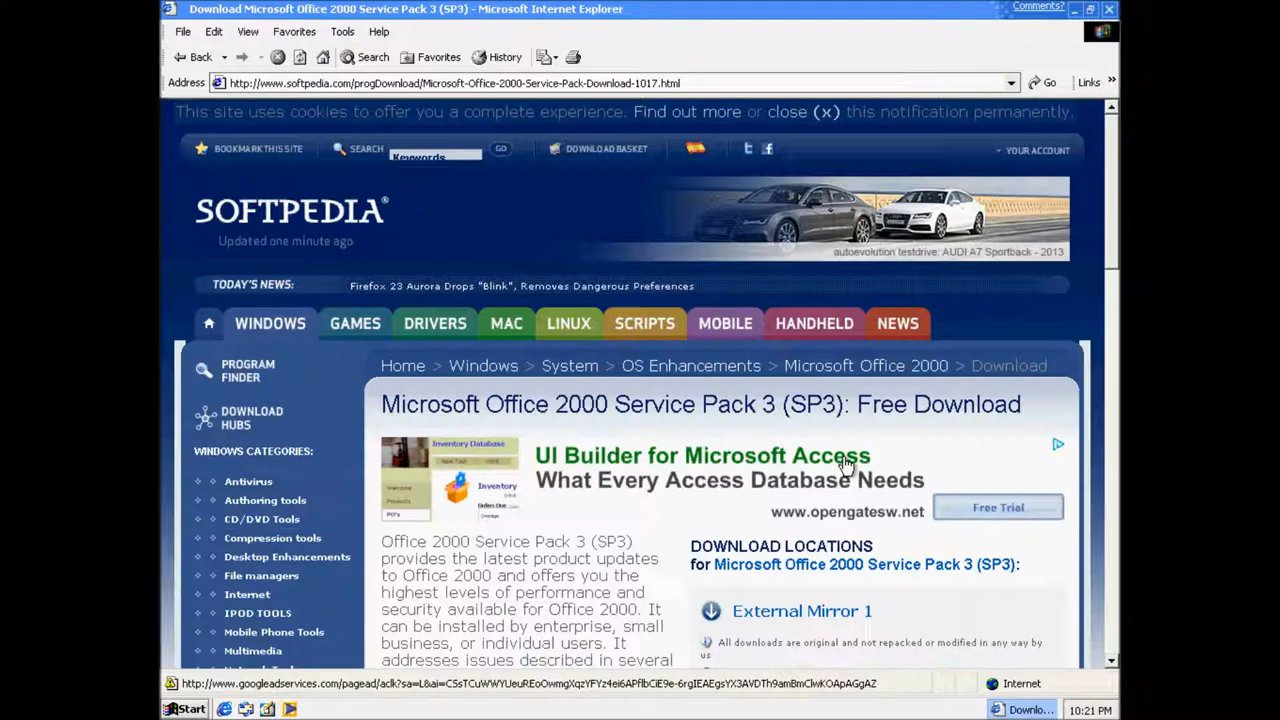 Download Microsoft Office 2000 Service Pack 3 (SP3) - Microsoft Internet Explorer
Comments?
File Edit View Favorites Tools Help
Back Search Favorites History
Address http://www.softpedia.com/progDownload/Microsoft-Office-2000-Service-Pack-Download-1017.html Go Links »
This site uses cookies to offer you a complete experience. Find out more or close (x) this notification permanently.
BOOKMARK THIS SITE SEARCH Keywords GO DOWNLOAD BASKET YOUR ACCOUNT
SOFTPEDIA®
Updated one minute ago
autoevolution testdrive: AUDI A7 Sportback - 2013
TODAY'S NEWS: Firefox 23 Aurora Drops "Blink", Removes Dangerous Preferences
WINDOWS GAMES DRIVERS MAC LINUX SCRIPTS MOBILE HANDHELD NEWS
PROGRAM
FINDER
DOWNLOAD
HUBS
WINDOWS CATEGORIES:
Antivirus
Authoring tools
CD/DVD Tools
Compression tools
Desktop Enhancements
File managers
Internet
IPOD TOOLS
Mobile Phone Tools
Multimedia
Home > Windows > System > OS Enhancements > Microsoft Office 2000 > Download
Microsoft Office 2000 Service Pack 3 (SP3): Free Download
Inventory Database
Inventory
UI Builder for Microsoft Access
What Every Access Database Needs
www.opengatesw.net
Free Trial
Office 2000 Service Pack 3 (SP3)
provides the latest product updates
to Office 2000 and offers you the
highest levels of performance and
security available for Office 2000. It
can be installed by enterprise, small
business, or individual users. It
addresses issues described in several
DOWNLOAD LOCATIONS
for Microsoft Office 2000 Service Pack 3 (SP3):
External Mirror 1
All downloads are original and not repacked or modified in any way by
us
Internet
Start
Downlo...
10:21 PM